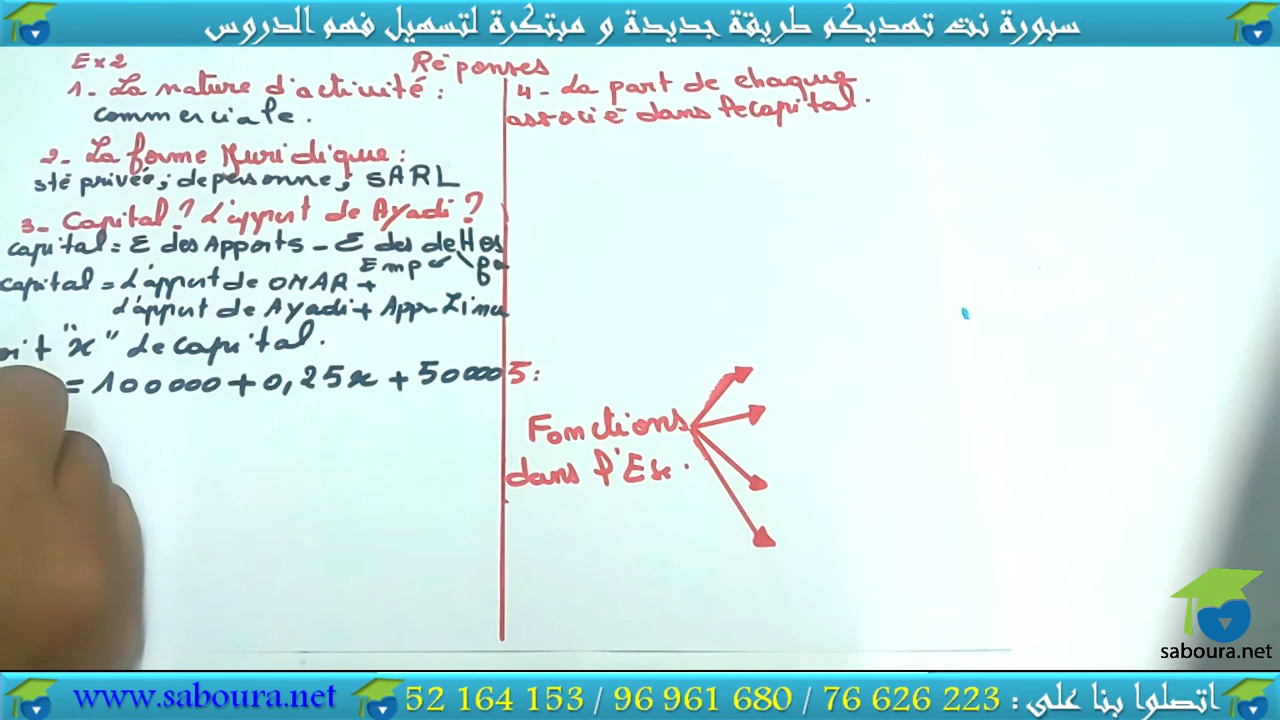 سبورة نت تهديكم طريقة جديدة و مبتكرة لتسهيل فهم الدروس
Ex2
Réponses
1 - La nature d'activité :
commerciale.
2 - La forme juridique :
sté privée, de personne, SARL
3 - Capital ? L'apport de Ayadi ?
capital = Σ des Apports - Σ des dettes
Emp
capital = L'apport de OMAR +
L'apport de Ayadi + App
"x" de capital.
= 100000 + 0,25x + 50000
4 - La part de chaque
associé dans le capital.
5 :
Fonctions
dans l'Ese.
saboura.net
www.saboura.net
52 164 153 / 96 961 680 / 76 626 223 : اتصلوا بنا على